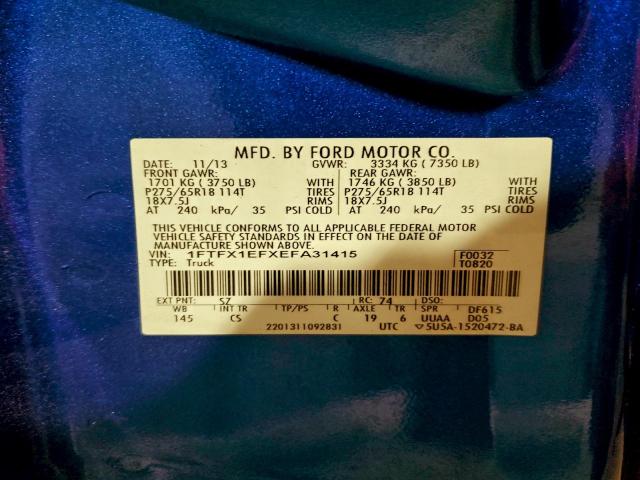 MFD. BY FORD MOTOR CO.
DATE: 11/13 GVWR: 3334 KG ( 7350 LB)
FRONT GAWR: REAR GAWR:
1701 KG ( 3750 LB) WITH 1746 KG ( 3850 LB) WITH
P275/65R18 114T TIRES P275/65R18 114T TIRES
18X7.5J RIMS 18X7.5J RIMS
AT 240 kPa/ 35 PSI COLD AT 240 kPa/ 35 PSI COLD
THIS VEHICLE CONFORMS TO ALL APPLICABLE FEDERAL MOTOR
VEHICLE SAFETY STANDARDS IN EFFECT ON THE DATE OF
MANUFACTURE SHOWN ABOVE.
VIN: 1FTFX1EFXEFA31415 F0032
TYPE: Truck T0820
EXT PNT: SZ RC: 74 DSO:
WB INT TR TP/PS R AXLE TR SPR DF615
145 CS C 19 6 UUAA D05
2201311092831 UTC 5U5A-1520472-BA